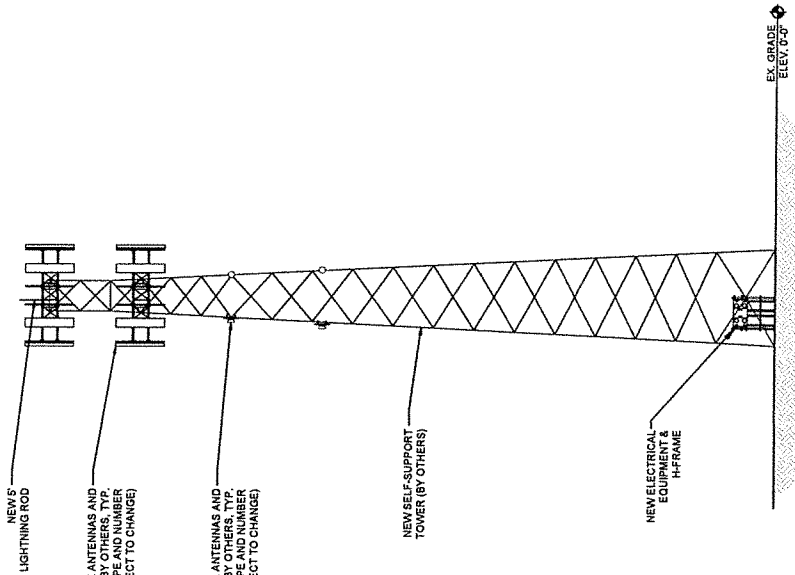 NEW 5'
LIGHTNING ROD
ANTENNAS AND
BY OTHERS, TYP.
PE AND NUMBER
ECT TO CHANGE)
ANTENNAS AND
BY OTHERS, TYP.
PE AND NUMBER
ECT TO CHANGE)
NEW SELF-SUPPORT
TOWER (BY OTHERS)
NEW ELECTRICAL
EQUIPMENT &
H-FRAME
EX. GRADE
ELEV. 0'-0"